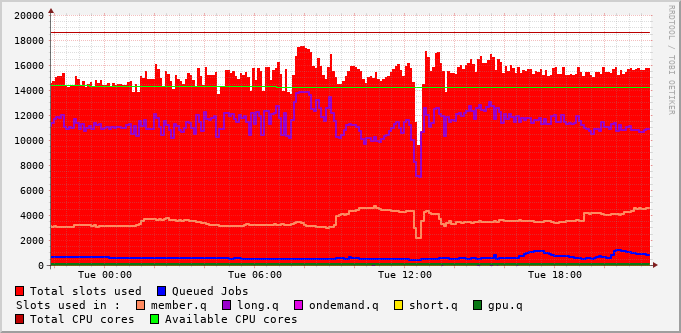 20000
18000
16000
14000
12000
10000
8000
6000
4000
2000
0
Tue 00:00 Tue 06:00 Tue 12:00 Tue 18:00
Total slots used Queued Jobs
Slots used in : member.q long.q ondemand.q short.q gpu.q
Total CPU cores Available CPU cores
RRDTOOL / TOBI OETIKER